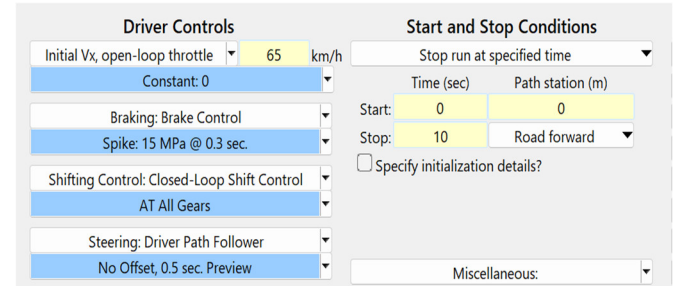 Driver Controls
Initial Vx, open-loop throttle 65 km/h
Constant: 0
Braking: Brake Control
Spike: 15 MPa @ 0.3 sec.
Shifting Control: Closed-Loop Shift Control
AT All Gears
Steering: Driver Path Follower
No Offset, 0.5 sec. Preview
Start and Stop Conditions
Stop run at specified time
Time (sec) Path station (m)
Start: 0 0
Stop: 10 Road forward
Specify initialization details?
Miscellaneous: